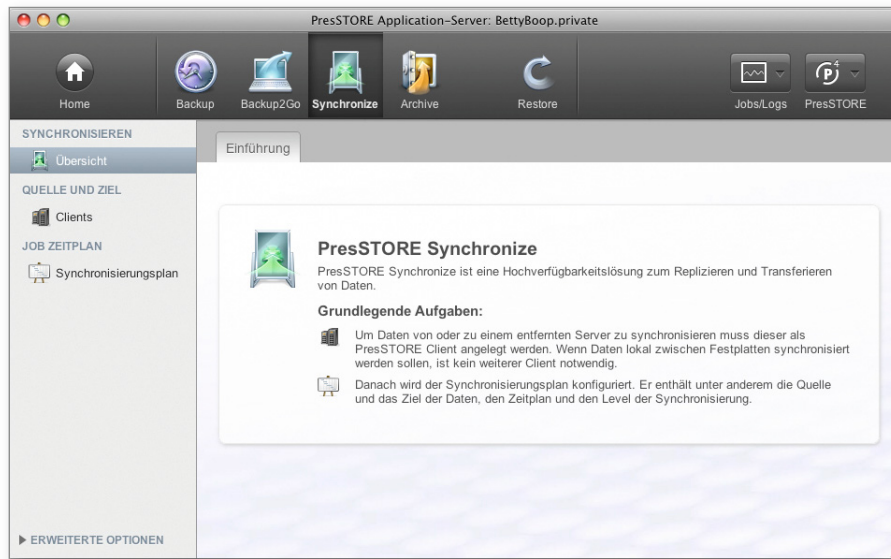 PresSTORE Application-Server: BettyBoop.private
Home
Backup
Backup2Go
Synchronize
Archive
Restore
Jobs/Logs
4
P
PresSTORE
SYNCHRONISIEREN
Übersicht
QUELLE UND ZIEL
Clients
JOB ZEITPLAN
Synchronisierungsplan
ERWEITERTE OPTIONEN
Einführung
PresSTORE Synchronize
PresSTORE Synchronize ist eine Hochverfügbarkeitslösung zum Replizieren und Transferieren
von Daten.
Grundlegende Aufgaben:
Um Daten von oder zu einem entfernten Server zu synchronisieren muss dieser als
PresSTORE Client angelegt werden. Wenn Daten lokal zwischen Festplatten synchronisiert
werden sollen, ist kein weiterer Client notwendig.
Danach wird der Synchronisierungsplan konfiguriert. Er enthält unter anderem die Quelle
und das Ziel der Daten, den Zeitplan und den Level der Synchronisierung.